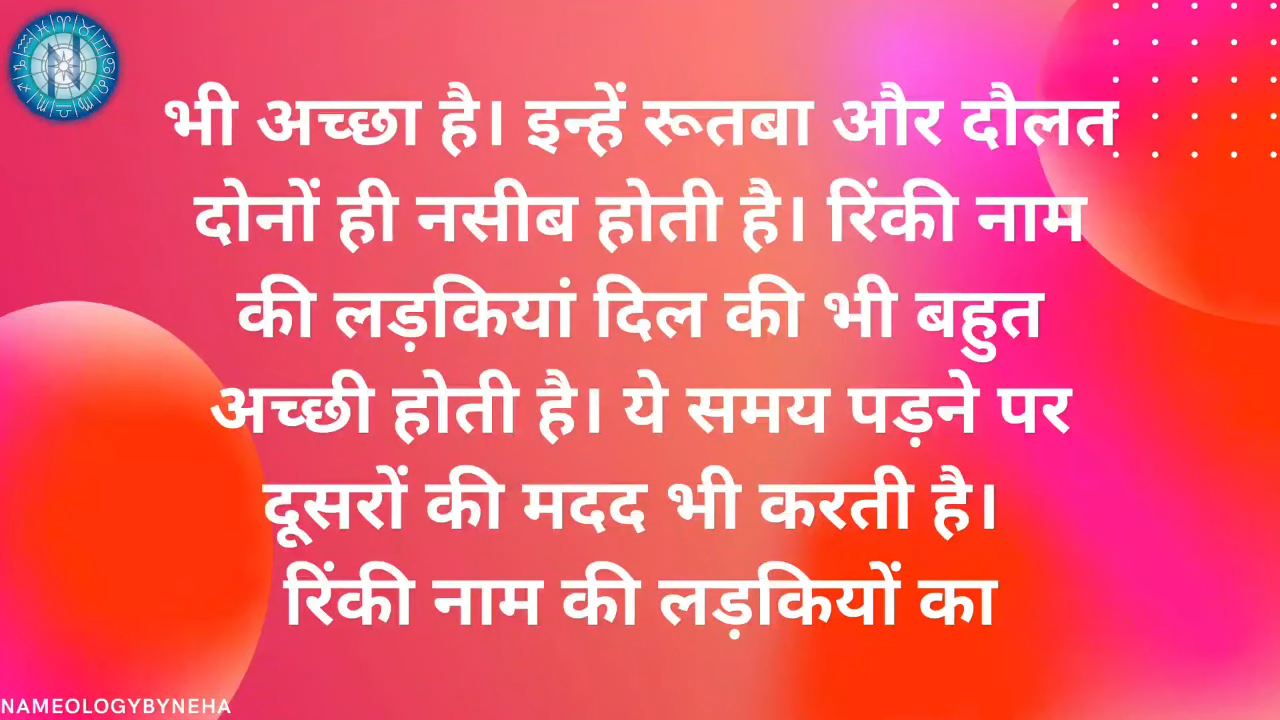 भी अच्छा है। इन्हें रूतबा और दौलत
दोनों ही नसीब होती है। रिंकी नाम
की लड़कियां दिल की भी बहुत
अच्छी होती है। ये समय पड़ने पर
दूसरों की मदद भी करती है।
रिंकी नाम की लड़कियों का
NAMEOLOGYBYNEHA